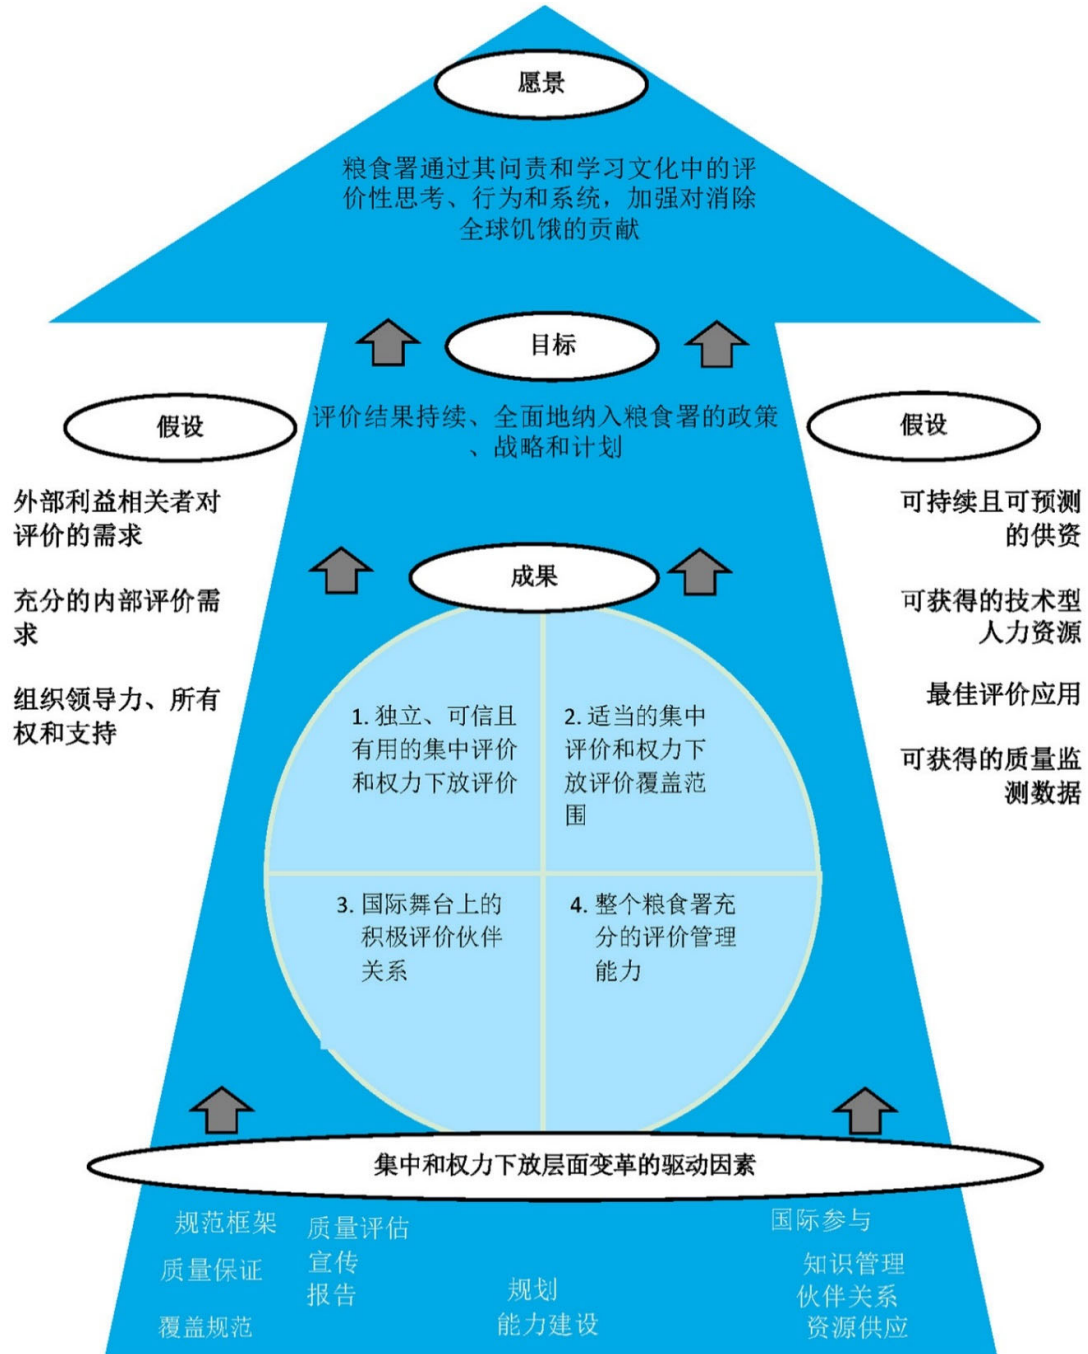 愿景
粮食署通过其问责和学习文化中的评
价性思考、行为和系统，加强对消除
全球饥饿的贡献
目标
评价结果持续、全面地纳入粮食署的政策
、战略和计划
假设
外部利益相关者对
评价的需求
充分的内部评价需
求
组织领导力、所有
权和支持
假设
可持续且可预测
的供资
可获得的技术型
人力资源
最佳评价应用
可获得的质量监
测数据
成果
1. 独立、可信且
有用的集中评价
和权力下放评价
2. 适当的集中
评价和权力下
放评价覆盖范
围
3. 国际舞台上的
积极评价伙伴
关系
4. 整个粮食署充
分的评价管理
能力
集中和权力下放层面变革的驱动因素
规范框架
质量保证
覆盖规范
质量评估
宣传
报告
规划
能力建设
国际参与
知识管理
伙伴关系
资源供应